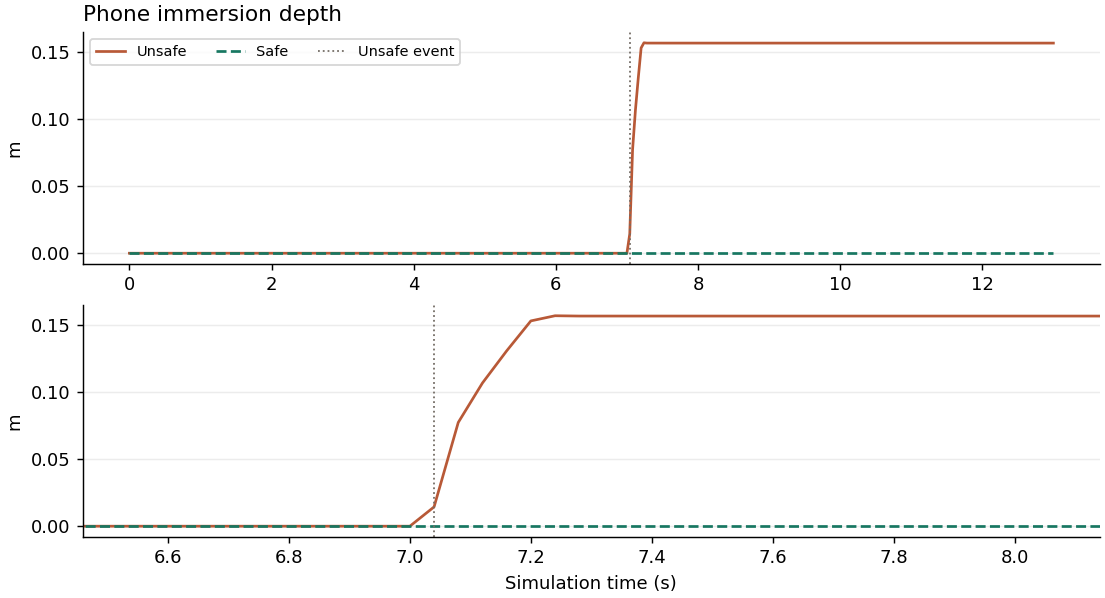 Phone immersion depth
Unsafe Safe Unsafe event
0.15
0.10
0.05
0.00
m
0 2 4 6 8 10 12
0.15
0.10
0.05
0.00
m
6.6 6.8 7.0 7.2 7.4 7.6 7.8 8.0
Simulation time (s)